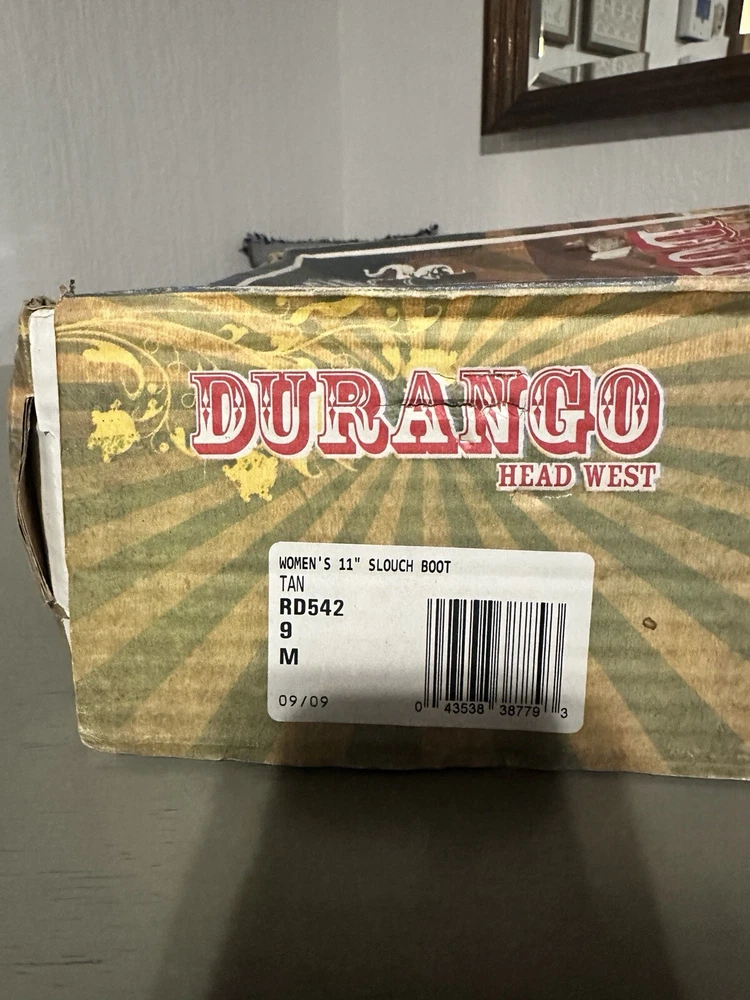 DURANGO
HEAD WEST
WOMEN'S 11" SLOUCH BOOT
TAN
RD542
9
M
09/09
0 43538 38779 3